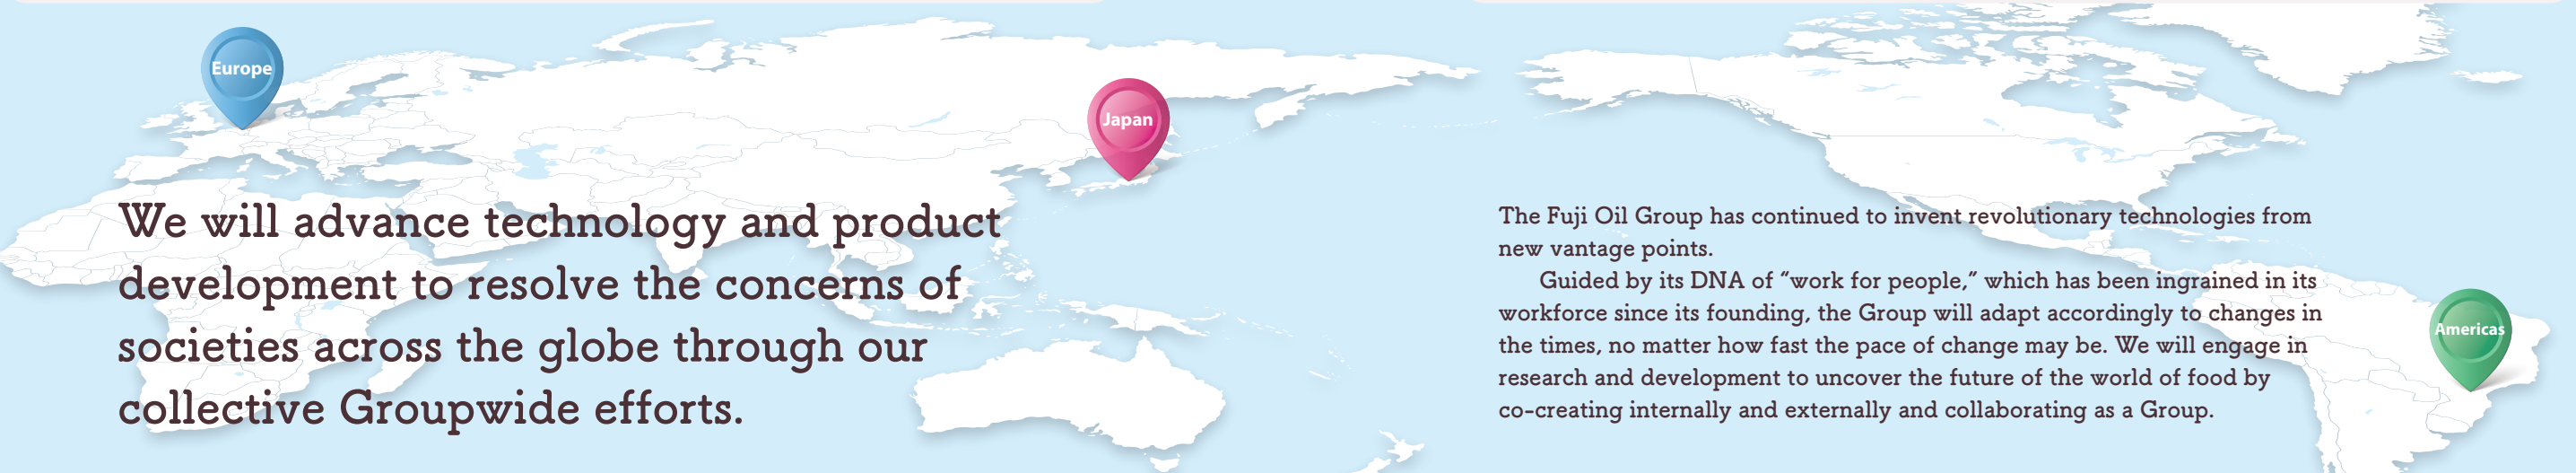 Europe
Japan
We will advance technology and product
development to resolve the concerns of
societies across the globe through our
collective Groupwide efforts.
The Fuji Oil Group has continued to invent revolutionary technologies from
new vantage points.
Guided by its DNA of “work for people,” which has been ingrained in its
workforce since its founding, the Group will adapt accordingly to changes in
the times, no matter how fast the pace of change may be. We will engage in
research and development to uncover the future of the world of food by
co-creating internally and externally and collaborating as a Group.
Americas